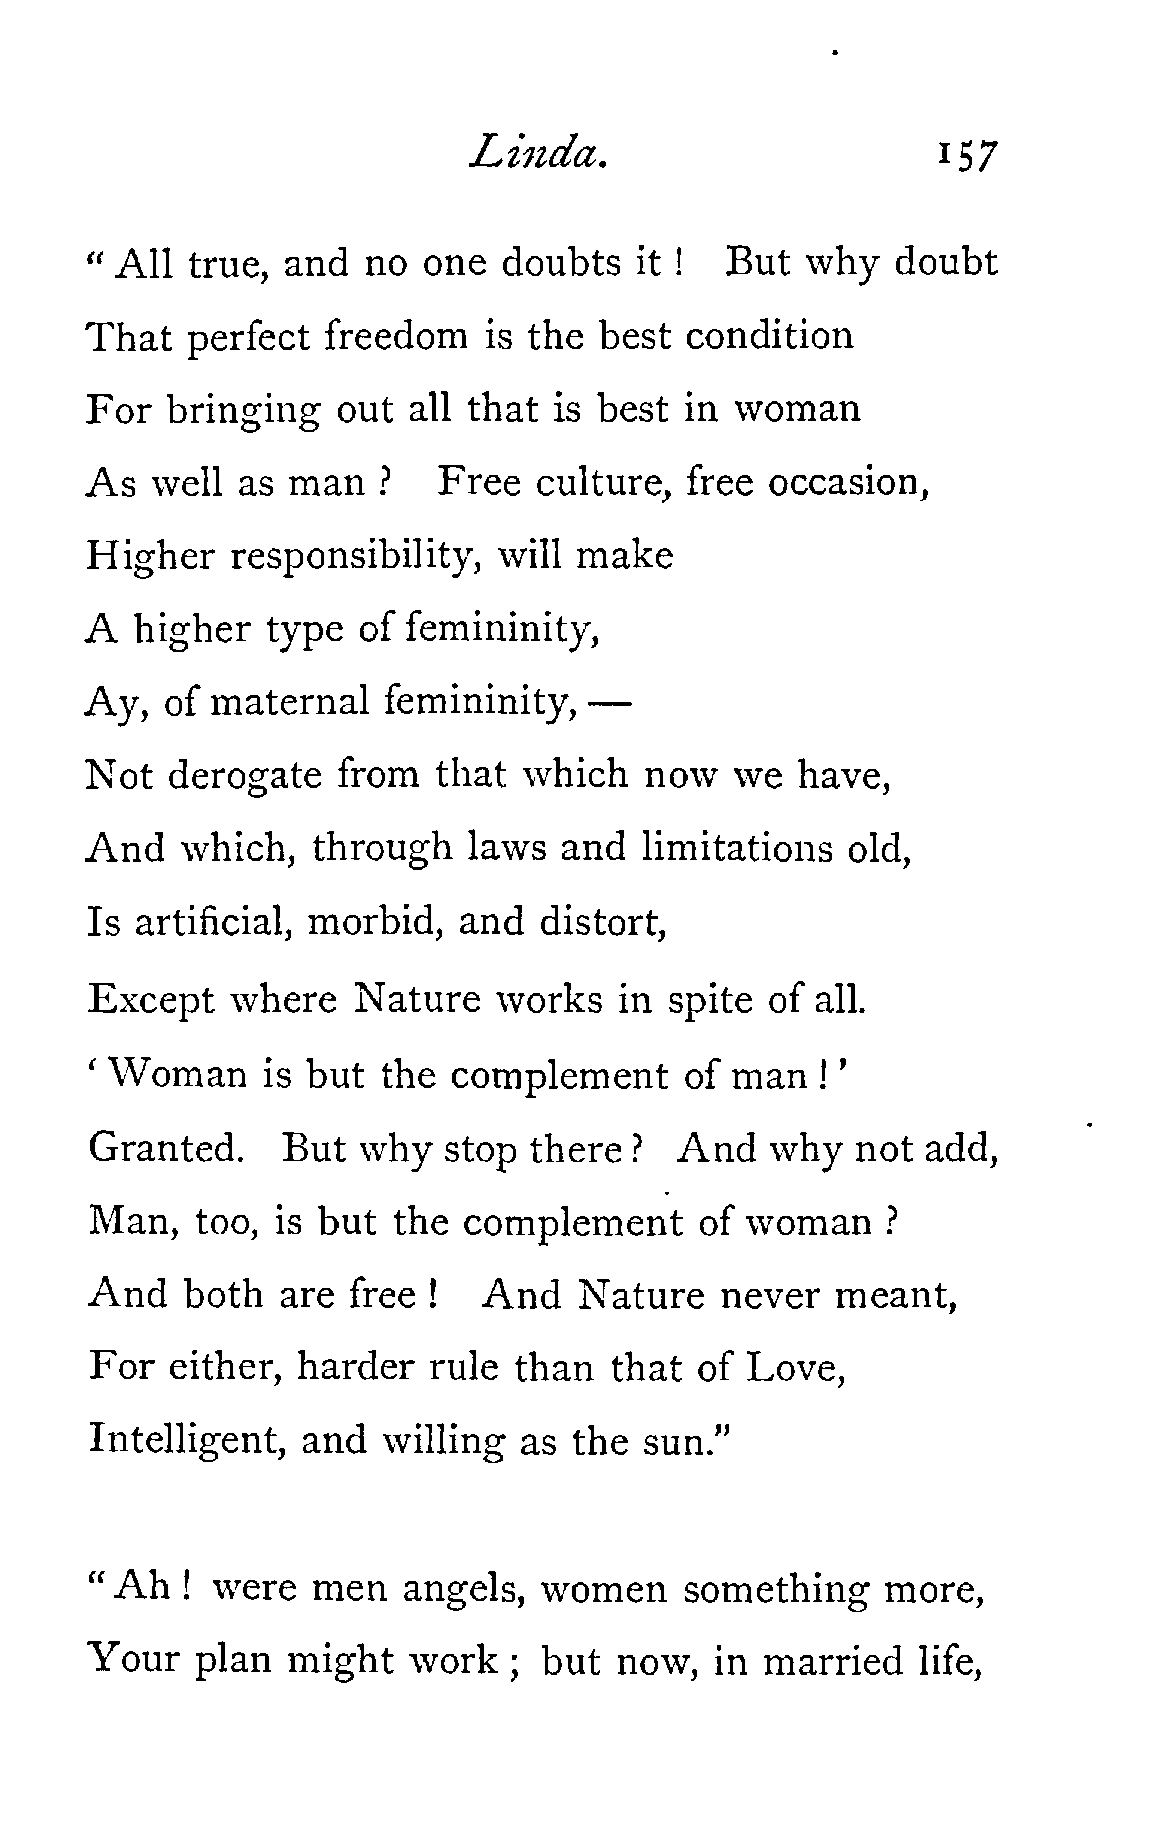 Linda. 157
“ All true, and no one doubts it ! But why doubt
That perfect freedom is the best condition
For bringing out all that is best in woman
As well as man ? Free culture, free occasion,
Higher responsibility, will make
A higher type of femininity,
Ay, of maternal femininity, —
Not derogate from that which now we have,
And which, through laws and limitations old,
Is artificial, morbid, and distort,
Except where Nature works in spite of all.
‘ Woman is but the complement of man ! ’
Granted. But why stop there ? And why not add,
Man, too, is but the complement of woman ?
And both are free ! And Nature never meant,
For either, harder rule than that of Love,
Intelligent, and willing as the sun.”
“ Ah ! were men angels, women something more,
Your plan might work ; but now, in married life,